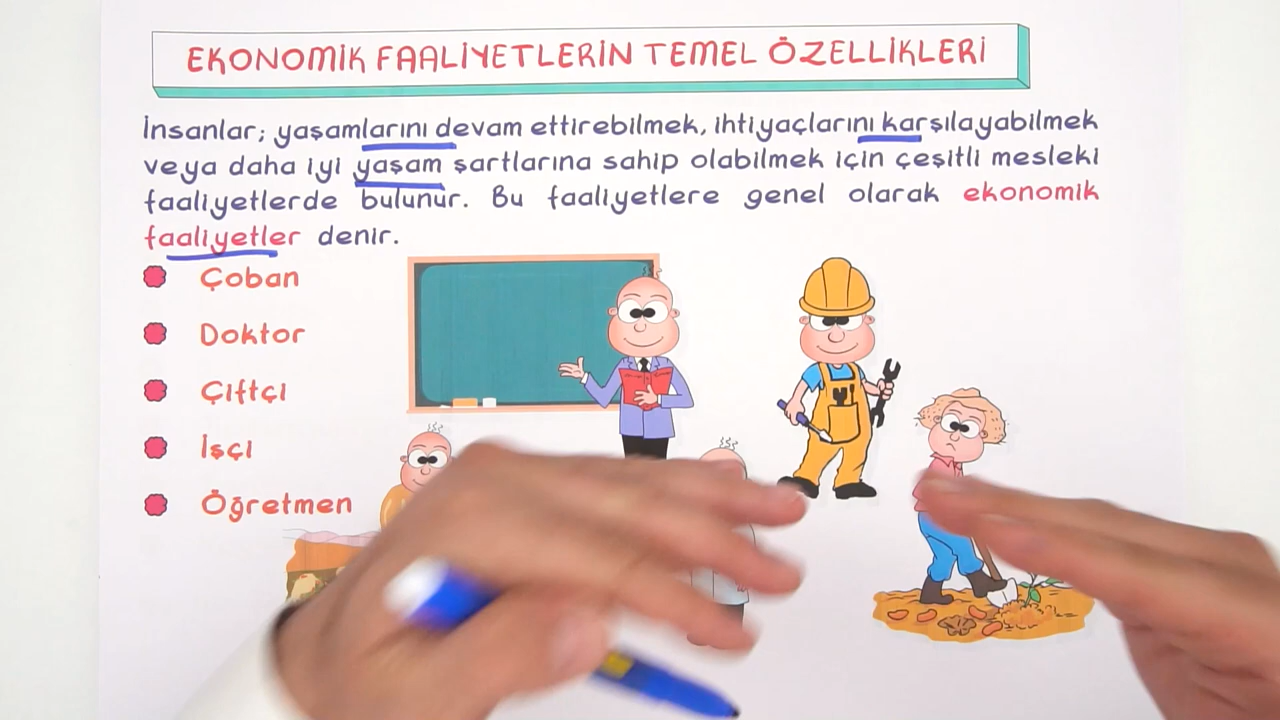 EKONOMİK FAALİYETLERİN TEMEL ÖZELLİKLERİ
İnsanlar; yaşamlarını devam ettirebilmek, ihtiyaçlarını karşılayabilmek
veya daha iyi yaşam şartlarına sahip olabilmek için çeşitli mesleki
faaliyetlerde bulunur. Bu faaliyetlere genel olarak ekonomik
faaliyetler denir.
Çoban
Doktor
Çiftçi
İşçi
Öğretmen